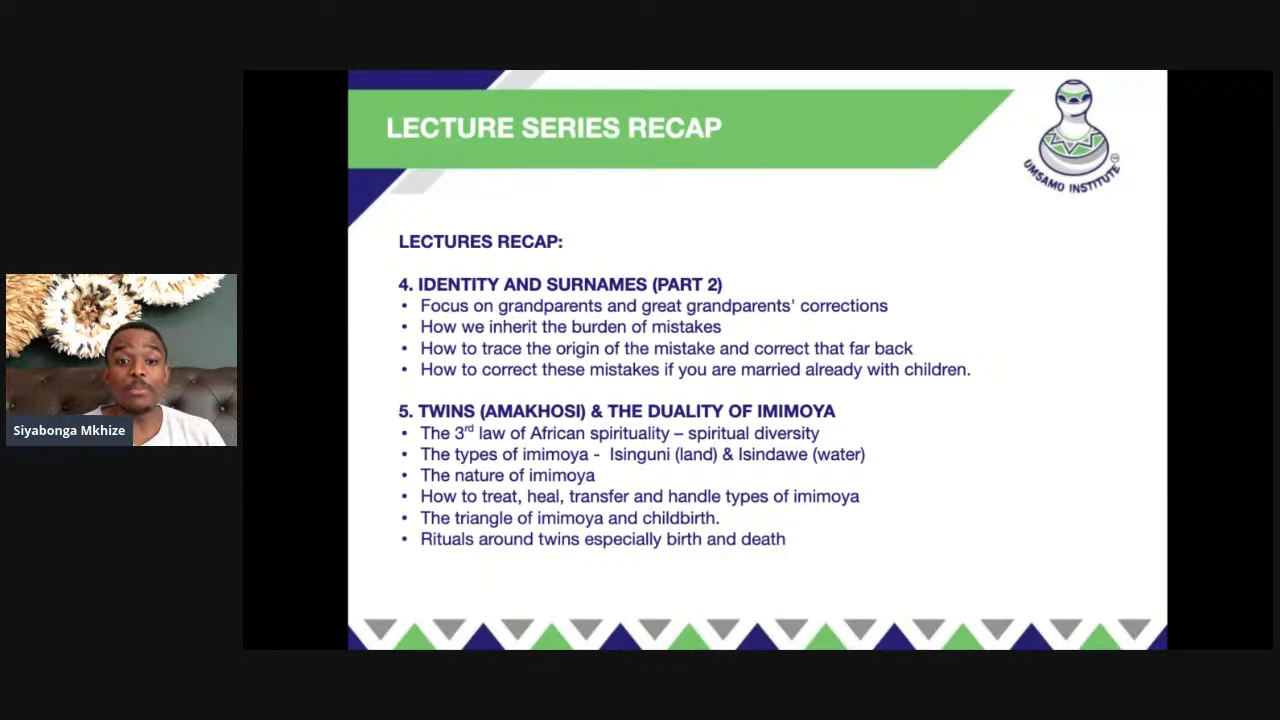 LECTURE SERIES RECAP
UMSAMO INSTITUTE
TM
LECTURES RECAP:
4. IDENTITY AND SURNAMES (PART 2)
• Focus on grandparents and great grandparents' corrections
• How we inherit the burden of mistakes
• How to trace the origin of the mistake and correct that far back
• How to correct these mistakes if you are married already with children.
5. TWINS (AMAKHOSI) & THE DUALITY OF IMIMOYA
• The 3rd law of African spirituality – spiritual diversity
• The types of imimoya - Isinguni (land) & Isindawe (water)
• The nature of imimoya
• How to treat, heal, transfer and handle types of imimoya
• The triangle of imimoya and childbirth.
• Rituals around twins especially birth and death
Siyabonga Mkhize